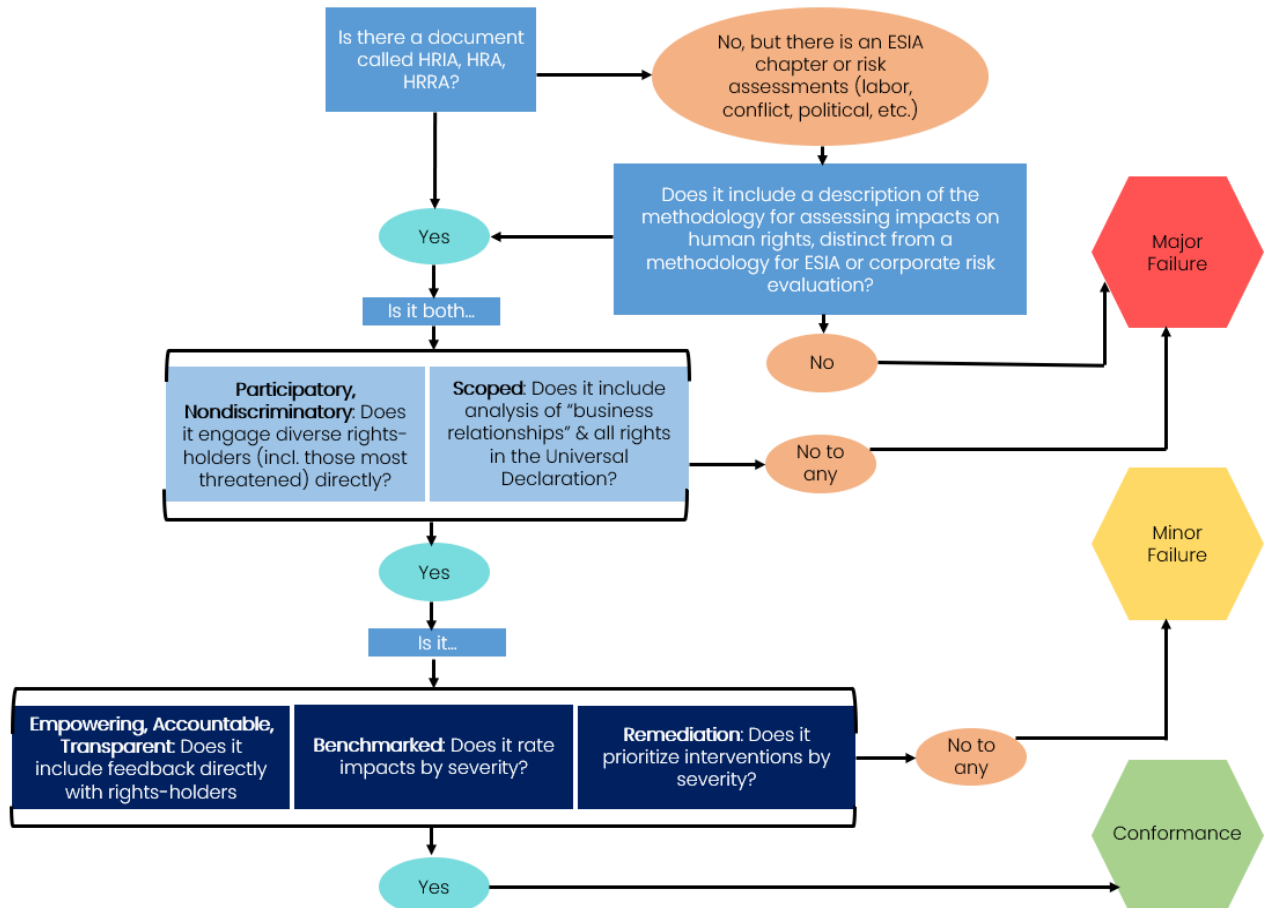 Is there a document
called HRIA, HRA,
HRRA?
No, but there is an ESIA
chapter or risk
assessments (labor,
conflict, political, etc.)
Does it include a description of the
methodology for assessing impacts on
human rights, distinct from a
methodology for ESIA or corporate risk
evaluation?
Major
Failure
Yes
Is it both...
No
Participatory,
Nondiscriminatory: Does
it engage diverse rights-
holders (incl. those most
threatened) directly?
Scoped: Does it include
analysis of “business
relationships” & all rights
in the Universal
Declaration?
No to
any
Minor
Failure
Yes
Is it...
Empowering, Accountable,
Transparent: Does it
include feedback directly
with rights-holders
Benchmarked: Does it rate
impacts by severity?
Remediation: Does it
prioritize interventions by
severity?
No to
any
Conformance
Yes